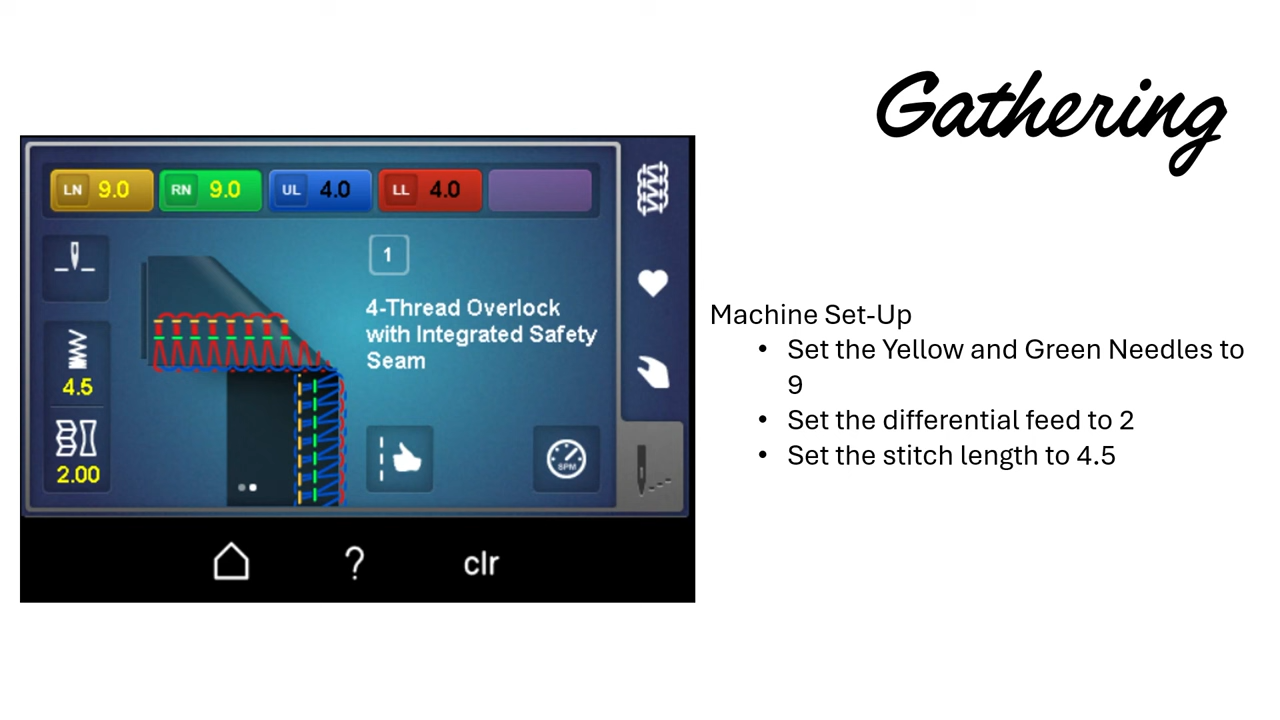 Gathering
LN 9.0 RN 9.0 UL 4.0 LL 4.0
1
4-Thread Overlock
with Integrated Safety
Seam
4.5
2.00
SPM
? clr
Machine Set-Up
• Set the Yellow and Green Needles to
9
• Set the differential feed to 2
• Set the stitch length to 4.5